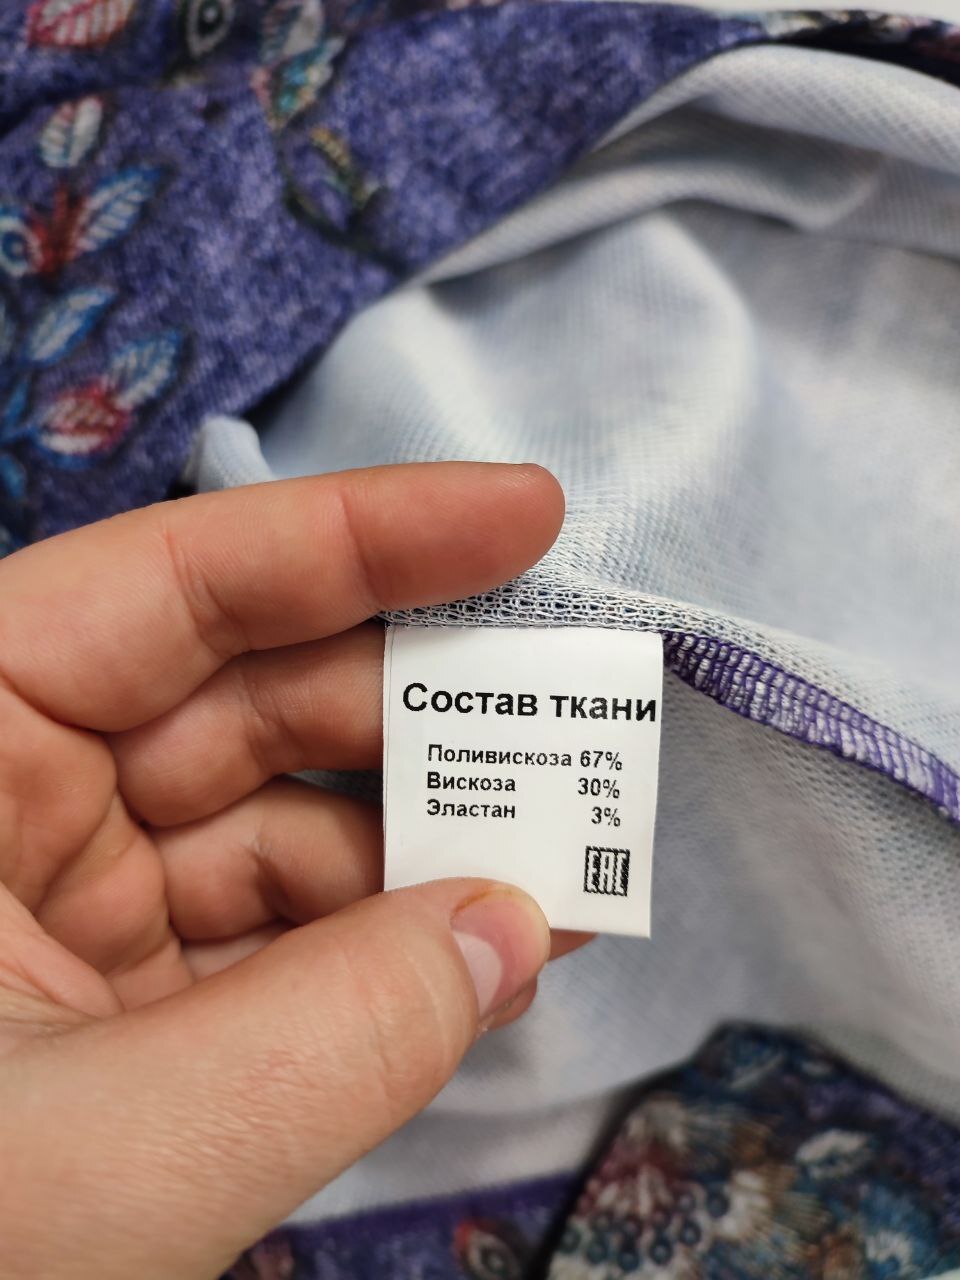 Состав ткани
Поливискоза 67%
Вискоза 30%
Эластан 3%
EAC